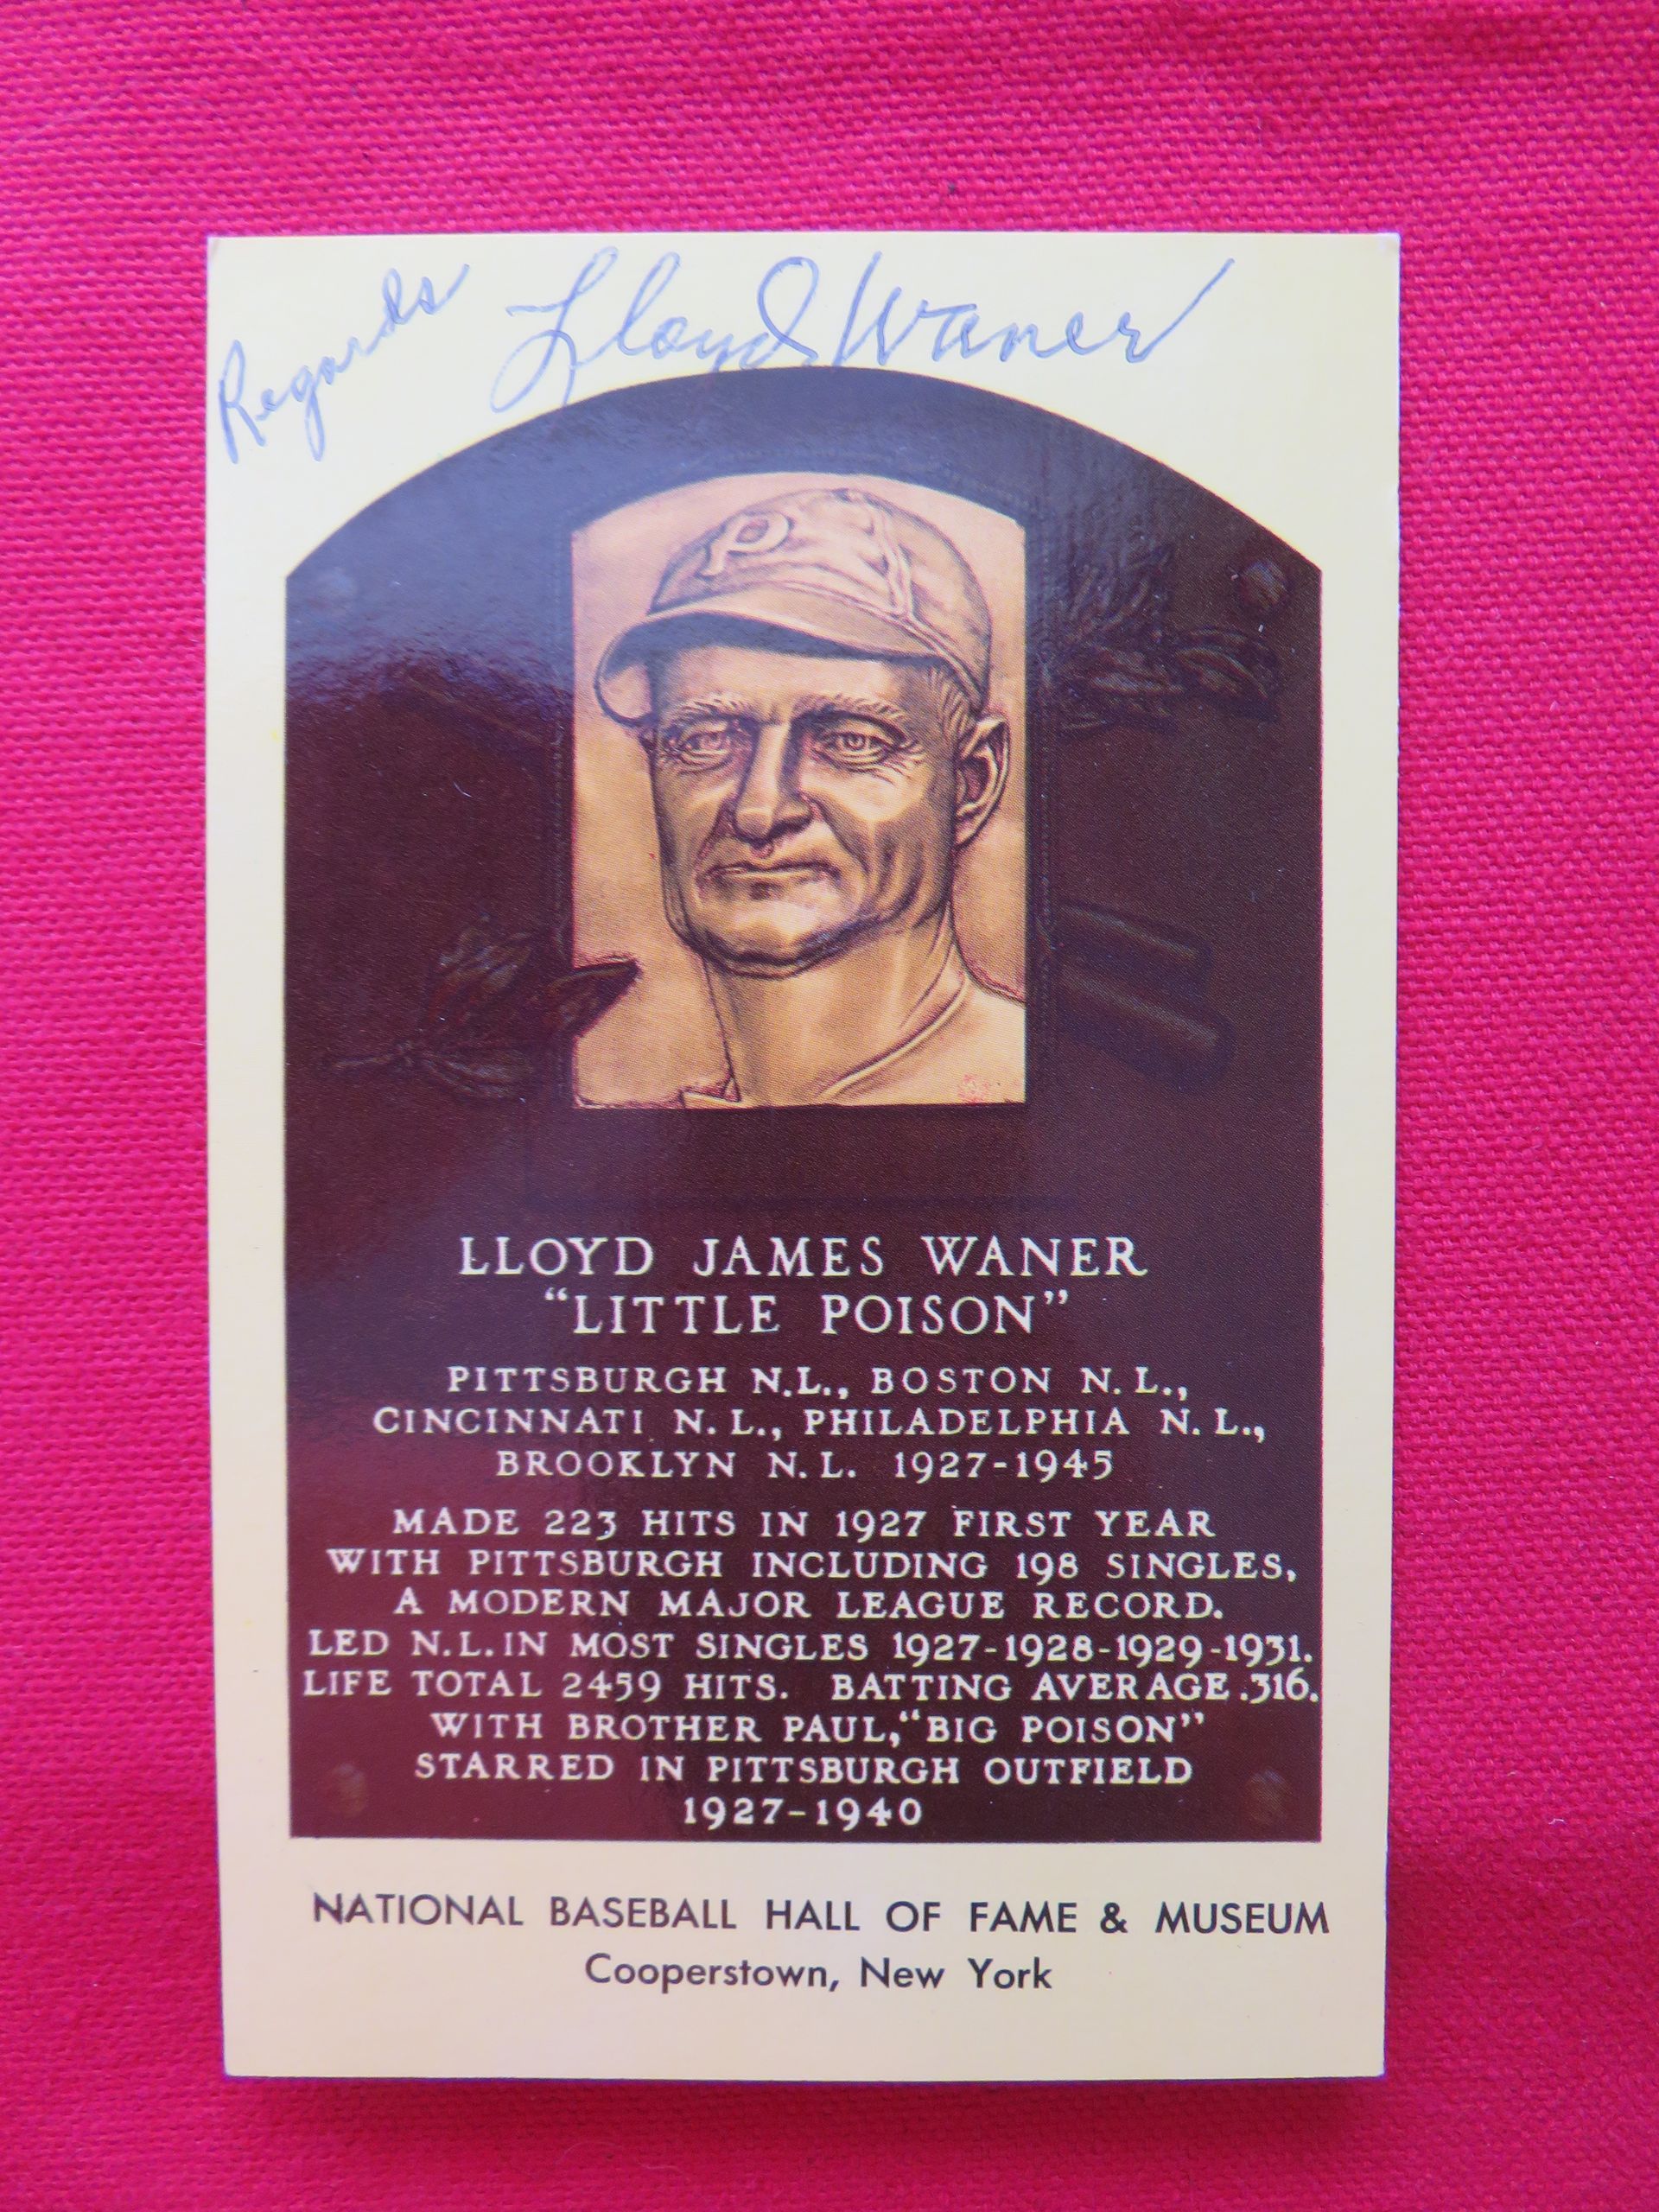 Regards Lloyd Waner
P
LLOYD JAMES WANER
“LITTLE POISON”
PITTSBURGH N.L., BOSTON N.L.,
CINCINNATI N.L., PHILADELPHIA N.L.,
BROOKLYN N.L. 1927-1945
MADE 223 HITS IN 1927 FIRST YEAR
WITH PITTSBURGH INCLUDING 198 SINGLES,
A MODERN MAJOR LEAGUE RECORD.
LED N.L. IN MOST SINGLES 1927-1928-1929-1931.
LIFE TOTAL 2459 HITS. BATTING AVERAGE .316.
WITH BROTHER PAUL, “BIG POISON”
STARRED IN PITTSBURGH OUTFIELD
1927-1940
NATIONAL BASEBALL HALL OF FAME & MUSEUM
Cooperstown, New York